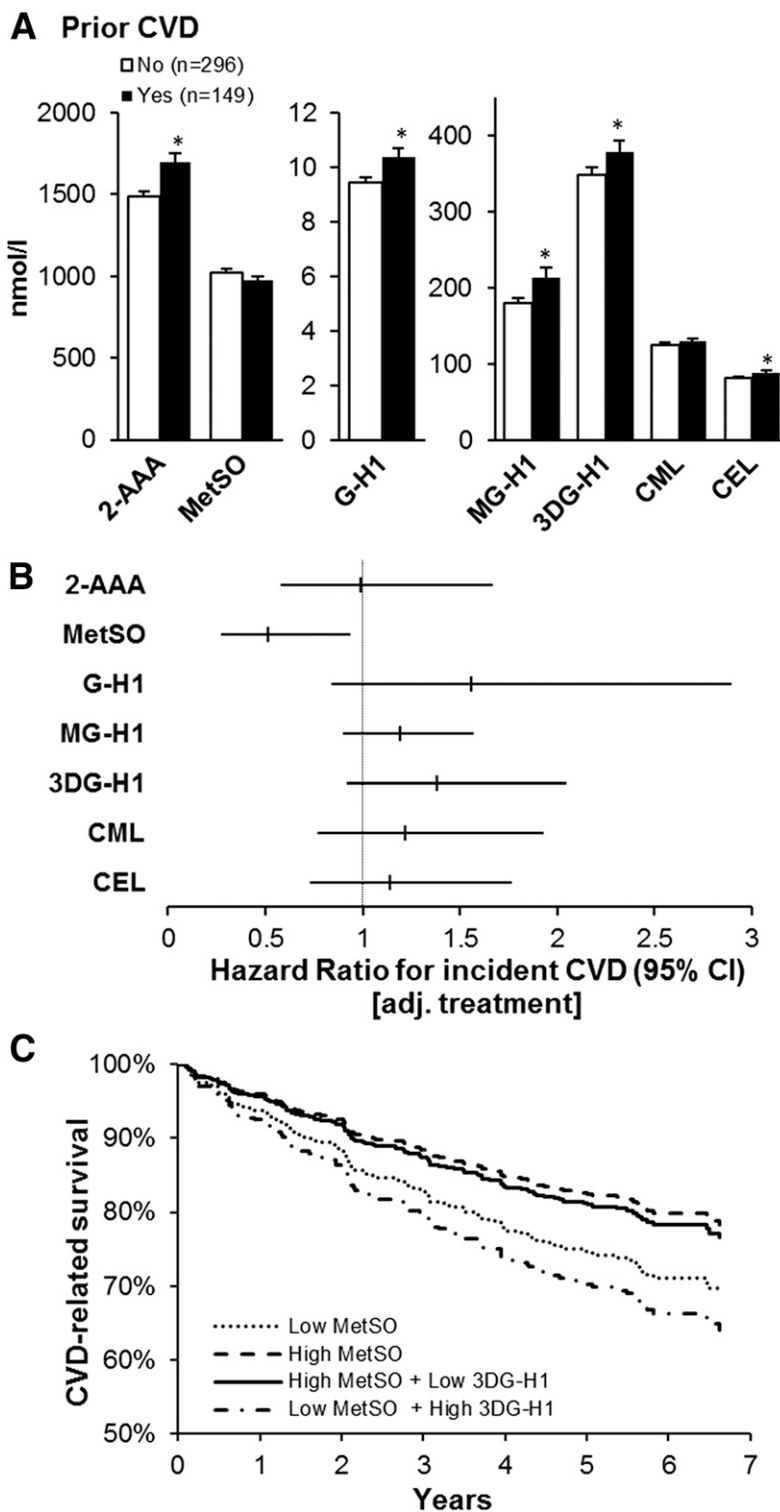 A Prior CVD
No (n=296)
Yes (n=149)
nmol/l
2000
1500
1000
500
0
12
10
8
6
4
2
0
400
300
200
100
0
*
*
*
*
*
2-AAA
MetSO
G-H1
MG-H1
3DG-H1
CML
CEL
B
2-AAA
MetSO
G-H1
MG-H1
3DG-H1
CML
CEL
0 0.5 1 1.5 2 2.5 3
Hazard Ratio for incident CVD (95% CI)
[adj. treatment]
C
CVD-related survival
100%
90%
80%
70%
60%
50%
Low MetSO
High MetSO
High MetSO + Low 3DG-H1
Low MetSO + High 3DG-H1
0 1 2 3 4 5 6 7
Years